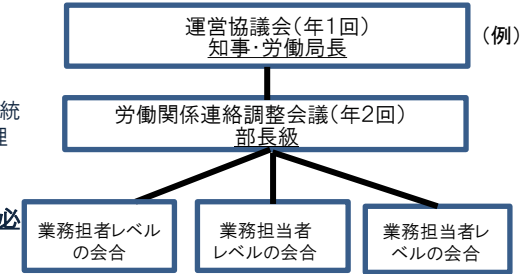 運営協議会(年1回)
知事・労働局長
(例)
統
理
労働関係連絡調整会議(年2回)
部長級
必
業務担者レベル
の会合
業務担当者
レベルの会合
業務担当者レ
ベルの会合